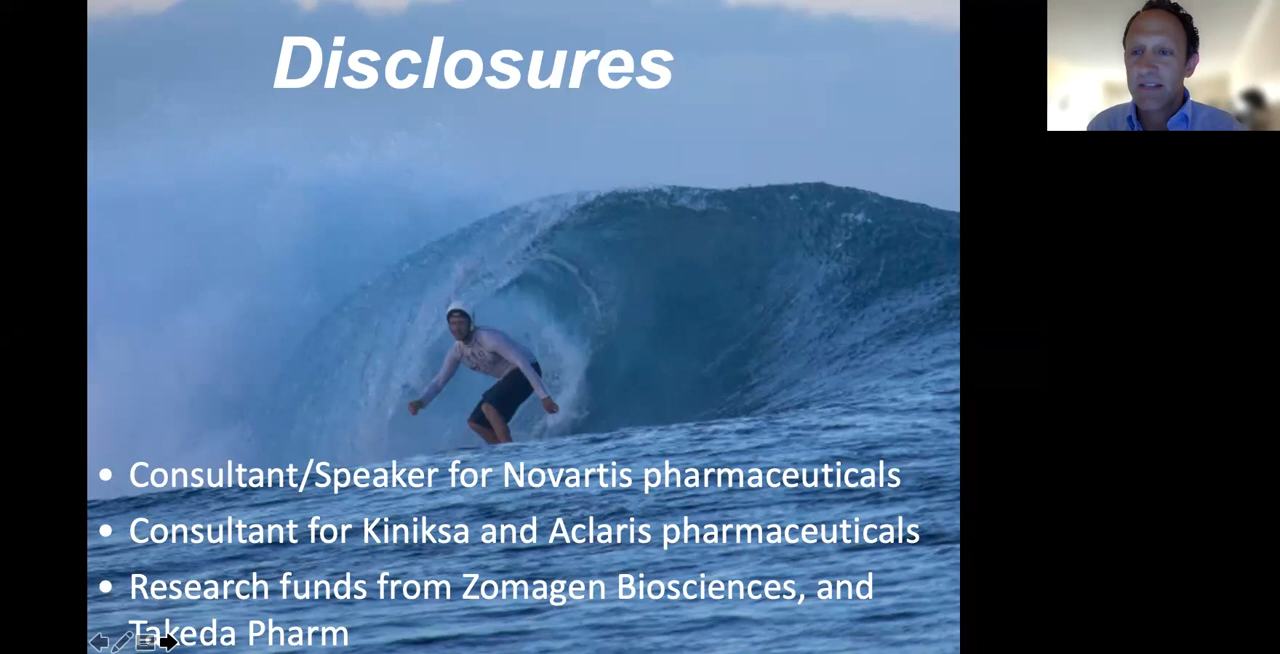 Disclosures
• Consultant/Speaker for Novartis pharmaceuticals
• Consultant for Kiniksa and Aclaris pharmaceuticals
• Research funds from Zomagen Biosciences, and
Takeda Pharm